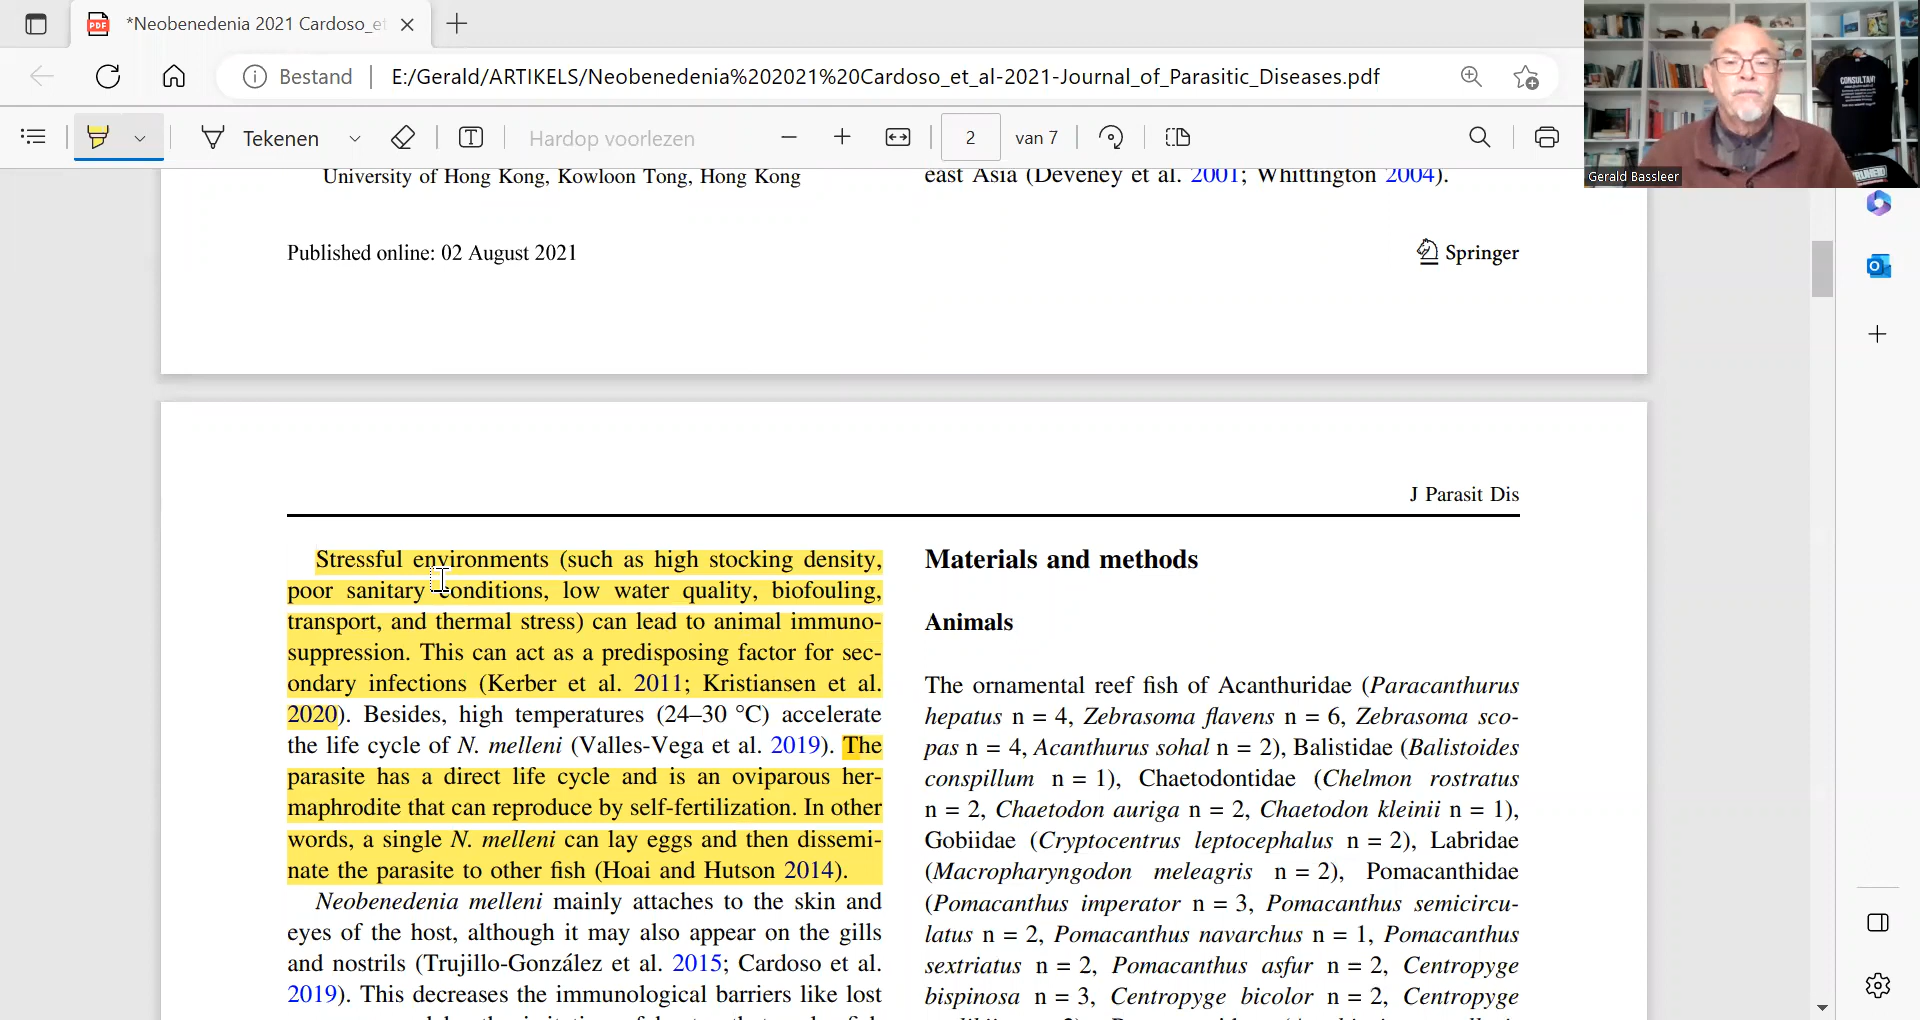 *Neobenedenia 2021 Cardoso_et
Bestand
E:/Gerald/ARTIKELS/Neobenedenia%202021%20Cardoso_et_al-2021-Journal_of_Parasitic_Diseases.pdf
Tekenen
Hardop voorlezen
2
van 7
CONSULTANT
Gerald Bassleer
University of Hong Kong, Kowloon Tong, Hong Kong
east Asia (Deveney et al. 2001; Whittington 2004).
Published online: 02 August 2021
Springer
J Parasit Dis
Stressful environments (such as high stocking density,
poor sanitary conditions, low water quality, biofouling,
transport, and thermal stress) can lead to animal immuno-
suppression. This can act as a predisposing factor for sec-
ondary infections (Kerber et al. 2011; Kristiansen et al.
2020). Besides, high temperatures (24–30 °C) accelerate
the life cycle of N. melleni (Valles-Vega et al. 2019). The
parasite has a direct life cycle and is an oviparous her-
maphrodite that can reproduce by self-fertilization. In other
words, a single N. melleni can lay eggs and then dissemi-
nate the parasite to other fish (Hoai and Hutson 2014).
Neobenedenia melleni mainly attaches to the skin and
eyes of the host, although it may also appear on the gills
and nostrils (Trujillo-González et al. 2015; Cardoso et al.
2019). This decreases the immunological barriers like lost
Materials and methods
Animals
The ornamental reef fish of Acanthuridae (Paracanthurus
hepatus n = 4, Zebrasoma flavens n = 6, Zebrasoma sco-
pas n = 4, Acanthurus sohal n = 2), Balistidae (Balistoides
conspillum n = 1), Chaetodontidae (Chelmon rostratus
n = 2, Chaetodon auriga n = 2, Chaetodon kleinii n = 1),
Gobiidae (Cryptocentrus leptocephalus n = 2), Labridae
(Macropharyngodon meleagris n = 2), Pomacanthidae
(Pomacanthus imperator n = 3, Pomacanthus semicircu-
latus n = 2, Pomacanthus navarchus n = 1, Pomacanthus
sextriatus n = 2, Pomacanthus asfur n = 2, Centropyge
bispinosa n = 3, Centropyge bicolor n = 2, Centropyge